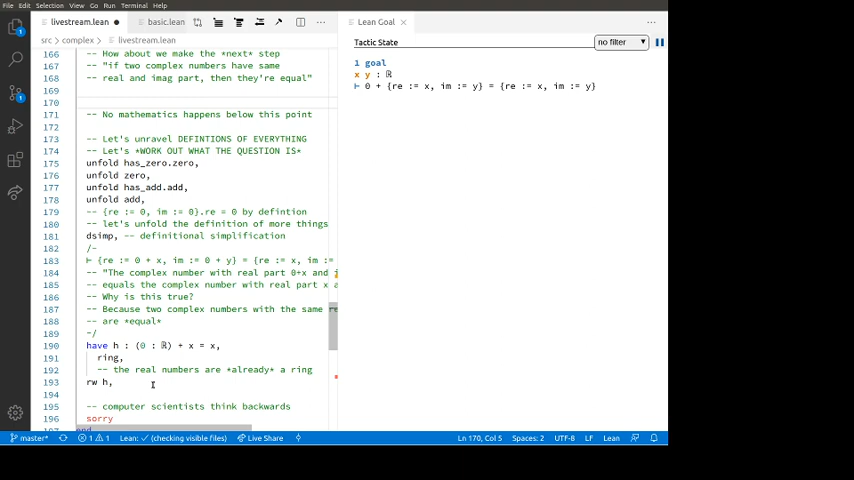 File Edit Selection View Go Run Terminal Help
livestream.lean ● basic.lean
Lean Goal ×
src > complex > livestream.lean
Tactic State
no filter
1 goal
x y : ℝ
⊢ 0 + {re := x, im := y} = {re := x, im := y}
166 -- How about we make the *next* step
167 -- "if two complex numbers have same
168 -- real and imag part, then they're equal"
169
170
171 -- No mathematics happens below this point
172
173 -- Let's unravel DEFINTIONS OF EVERYTHING
174 -- Let's *WORK OUT WHAT THE QUESTION IS*
175 unfold has_zero.zero,
176 unfold zero,
177 unfold has_add.add,
178 unfold add,
179 -- {re := 0, im := 0}.re = 0 by defintion
180 -- let's unfold the definition of more things
181 dsimp, -- definitional simplification
182 /-
183 ⊢ {re := 0 + x, im := 0 + y} = {re := x, im :=
184 -- "The complex number with real part 0+x and
185 -- equals the complex number with real part x
186 -- Why is this true?
187 -- Because two complex numbers with the same
188 -- are *equal*
189 -/
190 have h : (0 : ℝ) + x = x,
191 ring,
192 -- the real numbers are *already* a ring
193 rw h,
194
195 -- computer scientists think backwards
196 sorry
197 end
master* 1 1 Lean: ✓ (checking visible files) Live Share Ln 170, Col 5 Spaces: 2 UTF-8 LF Lean